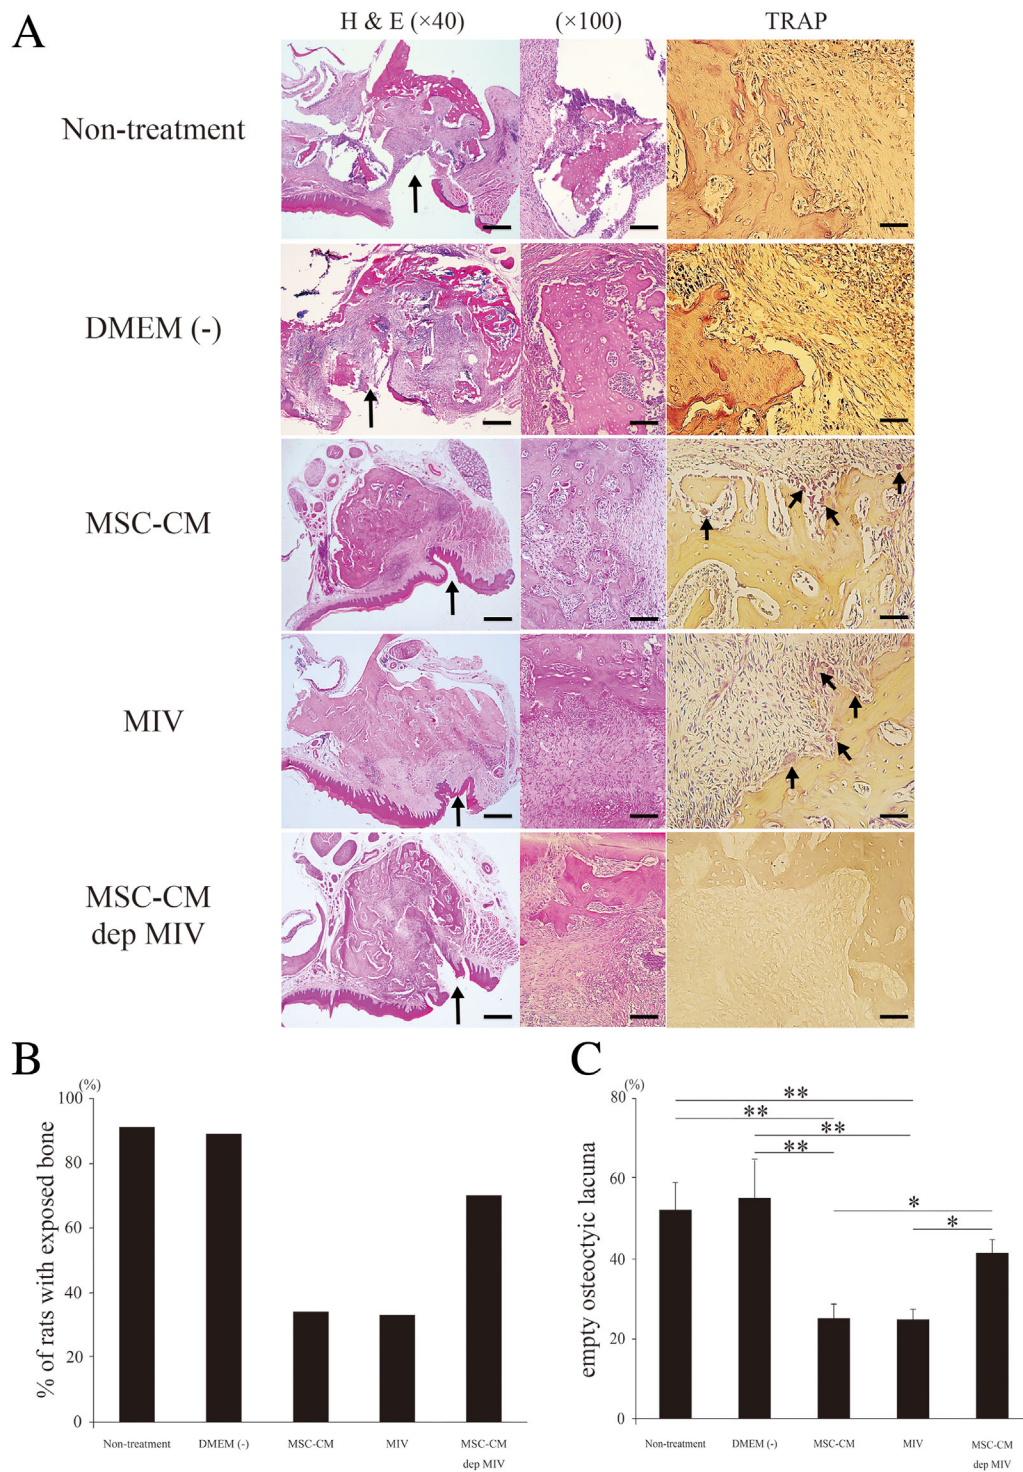 A
H & E (×40)
(×100)
TRAP
Non-treatment
DMEM (-)
MSC-CM
MIV
MSC-CM
dep MIV
B
(%)
% of rats with exposed bone
100
80
60
40
20
0
Non-treatment
DMEM (-)
MSC-CM
MIV
MSC-CM
dep MIV
C
(%)
empty osteoctyic lacuna
80
60
40
20
0
**
**
**
**
*
*
Non-treatment
DMEM (-)
MSC-CM
MIV
MSC-CM
dep MIV